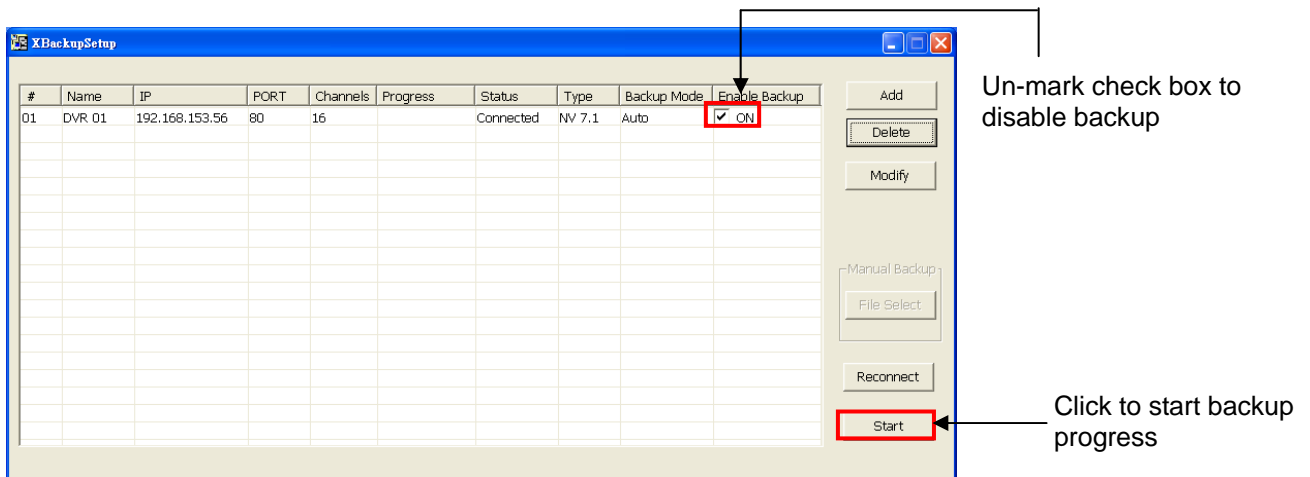 XBackupSetup
# Name IP PORT Channels Progress Status Type Backup Mode Enable Backup
01 DVR 01 192.168.153.56 80 16 Connected NV 7.1 Auto ON
Add
Delete
Modify
Manual Backup
File Select
Reconnect
Start
Un-mark check box to
disable backup
Click to start backup
progress